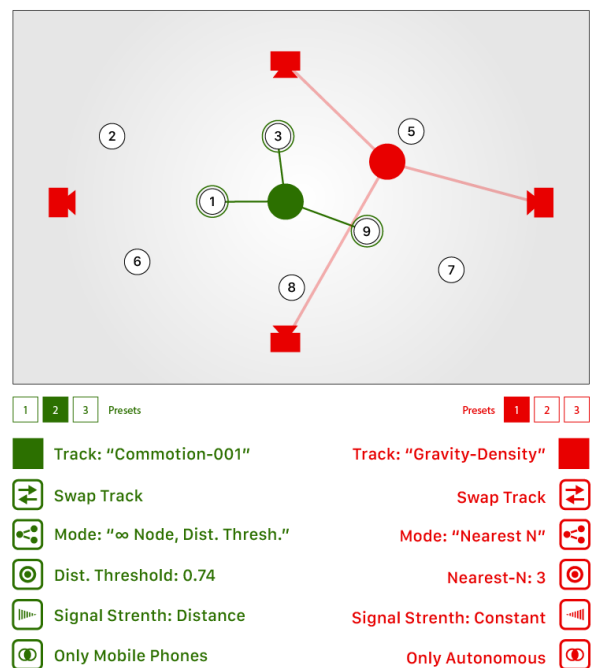 3
5
2
1
9
6
7
8
1 2 3 Presets
Presets 1 2 3
Track: “Commotion-001”
Track: “Gravity-Density”
Swap Track
Swap Track
Mode: “∞ Node, Dist. Thresh.”
Mode: “Nearest N”
Dist. Threshold: 0.74
Nearest-N: 3
Signal Strenth: Distance
Signal Strenth: Constant
Only Mobile Phones
Only Autonomous